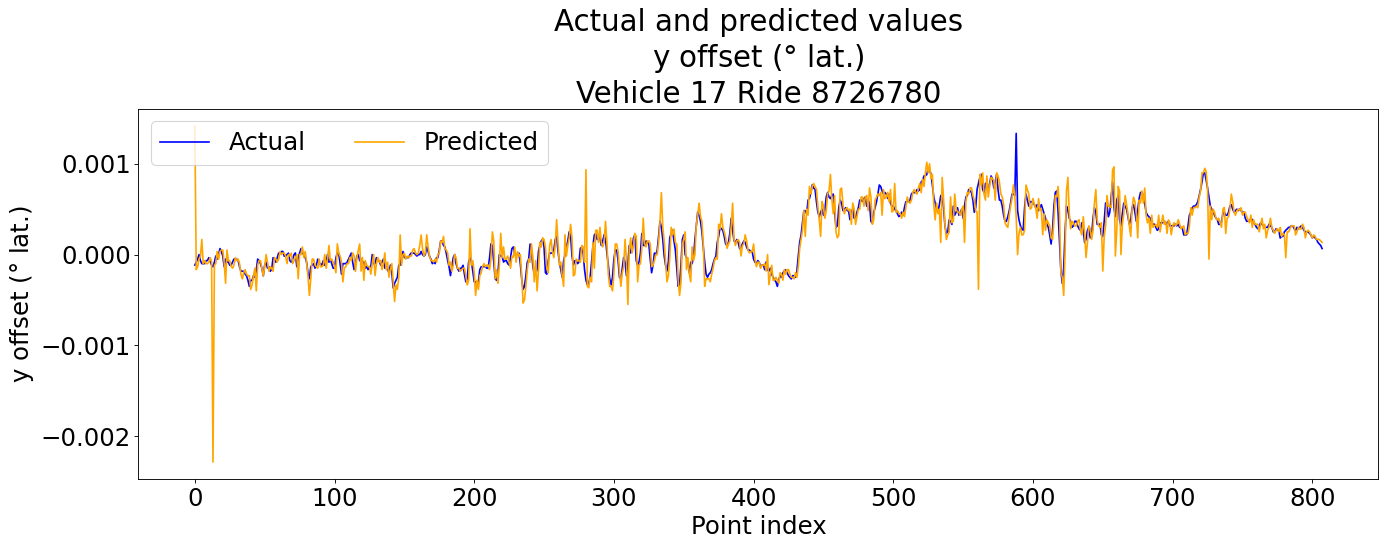 Actual and predicted values
y offset (° lat.)
Vehicle 17 Ride 8726780
Actual
Predicted
y offset (° lat.)
0.001
0.000
−0.001
−0.002
0 100 200 300 400 500 600 700 800
Point index